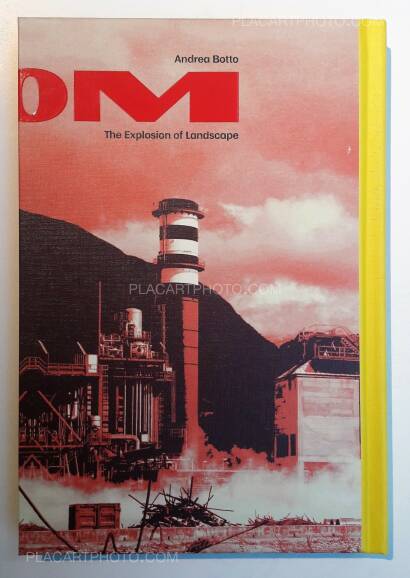 PLACARTPHOTO.COM
Andrea Botto
OM
The Explosion of Landscape
PLACARTPHOTO.COM
PLACARTPHOTO.COM